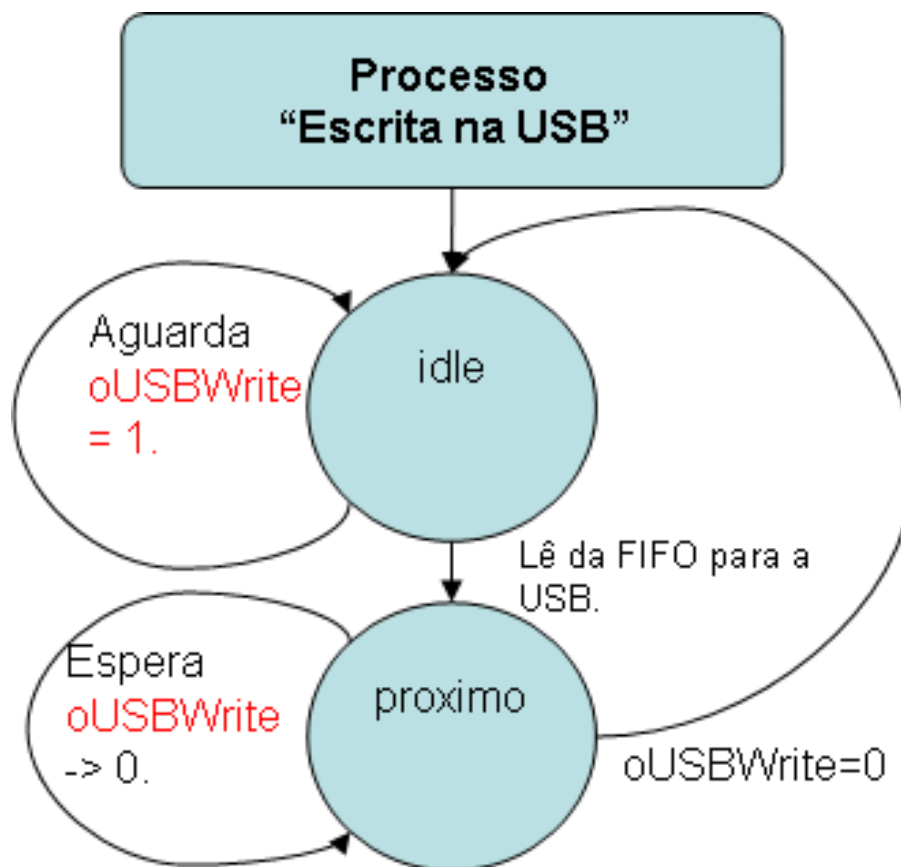 Processo
“Escrita na USB”
Aguarda
oUSBWrite
= 1.
idle
Lê da FIFO para a
USB.
Espera
oUSBWrite
-> 0.
proximo
oUSBWrite=0